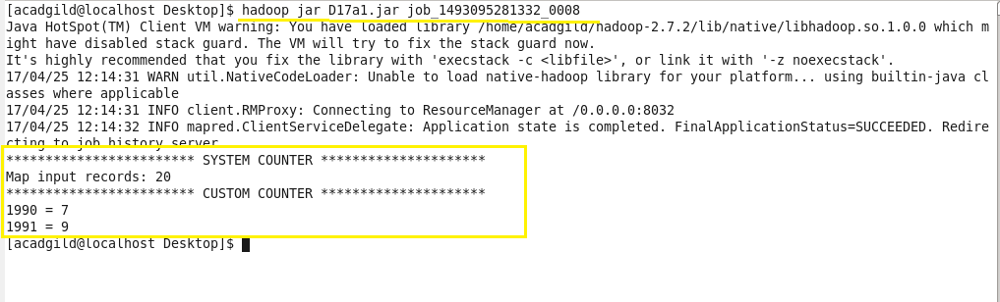 [acadgild@localhost Desktop]$ hadoop jar D17a1.jar job_1493095281332_0008
Java HotSpot(TM) Client VM warning: You have loaded library /home/acadgild/hadoop-2.7.2/lib/native/libhadoop.so.1.0.0 which m
ight have disabled stack guard. The VM will try to fix the stack guard now.
It's highly recommended that you fix the library with 'execstack -c <libfile>', or link it with '-z noexecstack'.
17/04/25 12:14:31 WARN util.NativeCodeLoader: Unable to load native-hadoop library for your platform... using builtin-java cl
asses where applicable
17/04/25 12:14:31 INFO client.RMProxy: Connecting to ResourceManager at /0.0.0.0:8032
17/04/25 12:14:32 INFO mapred.ClientServiceDelegate: Application state is completed. FinalApplicationStatus=SUCCEEDED. Redire
cting to job history server
************************ SYSTEM COUNTER *********************
Map input records: 20
************************ CUSTOM COUNTER *********************
1990 = 7
1991 = 9
[acadgild@localhost Desktop]$